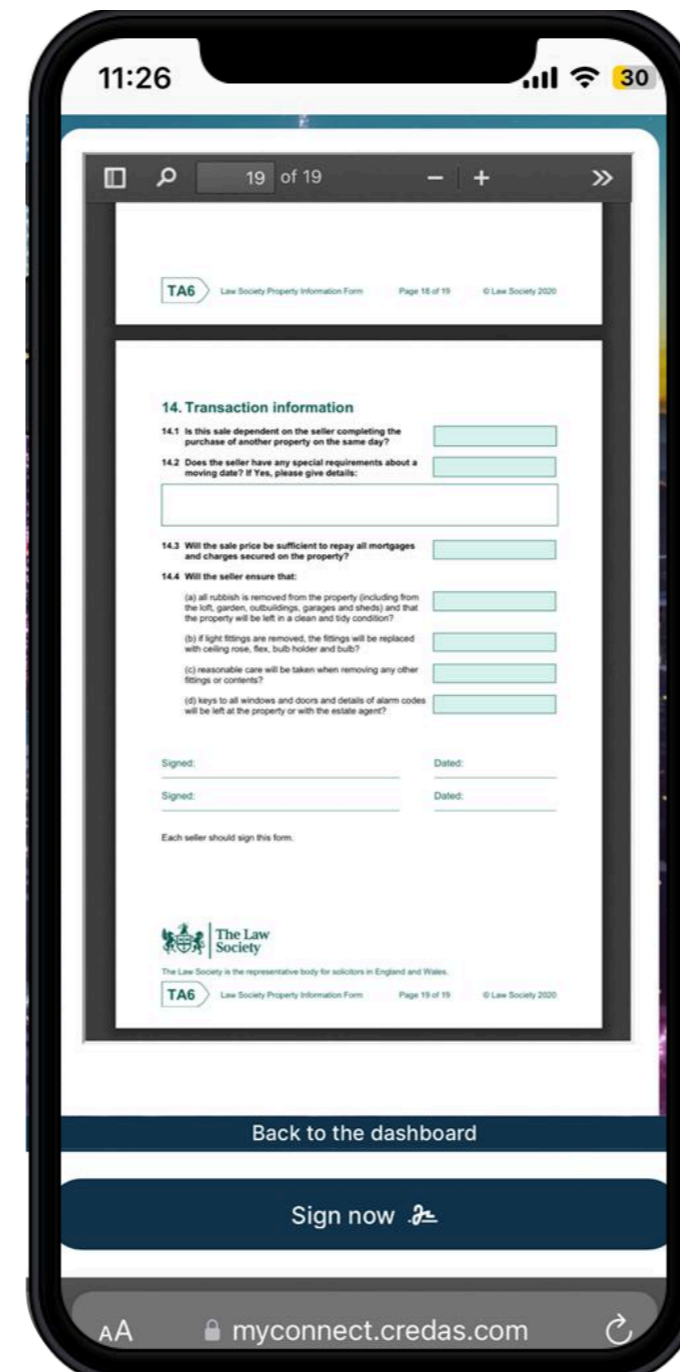 11:26
30
19 of 19
TA6
Law Society Property Information Form Page 18 of 19 © Law Society 2020
14. Transaction information
14.1 Is this sale dependent on the seller completing the
purchase of another property on the same day?
14.2 Does the seller have any special requirements about a
moving date? If Yes, please give details:
14.3 Will the sale price be sufficient to repay all mortgages
and charges secured on the property?
14.4 Will the seller ensure that:
(a) all rubbish is removed from the property (including from
the loft, garden, outbuildings, garages and sheds) and that
the property will be left in a clean and tidy condition?
(b) if light fittings are removed, the fittings will be replaced
with ceiling rose, flex, bulb holder and bulb?
(c) reasonable care will be taken when removing any other
fittings or contents?
(d) keys to all windows and doors and details of alarm codes
will be left at the property or with the estate agent?
Signed: Dated:
Signed: Dated:
Each seller should sign this form.
The Law
Society
The Law Society is the representative body for solicitors in England and Wales.
TA6
Law Society Property Information Form Page 19 of 19 © Law Society 2020
Back to the dashboard
Sign now
AA myconnect.credas.com